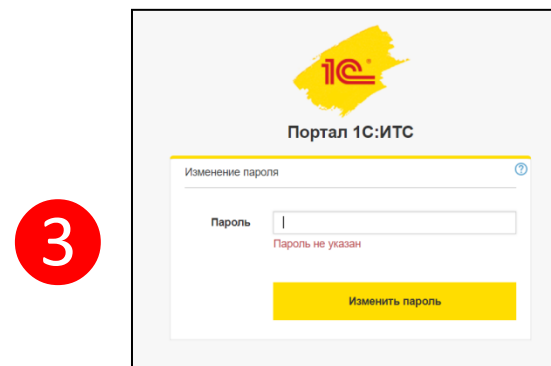 1С
Портал 1С:ИТС
Изменение пароля
?
Пароль
Пароль не указан
3
Изменить пароль